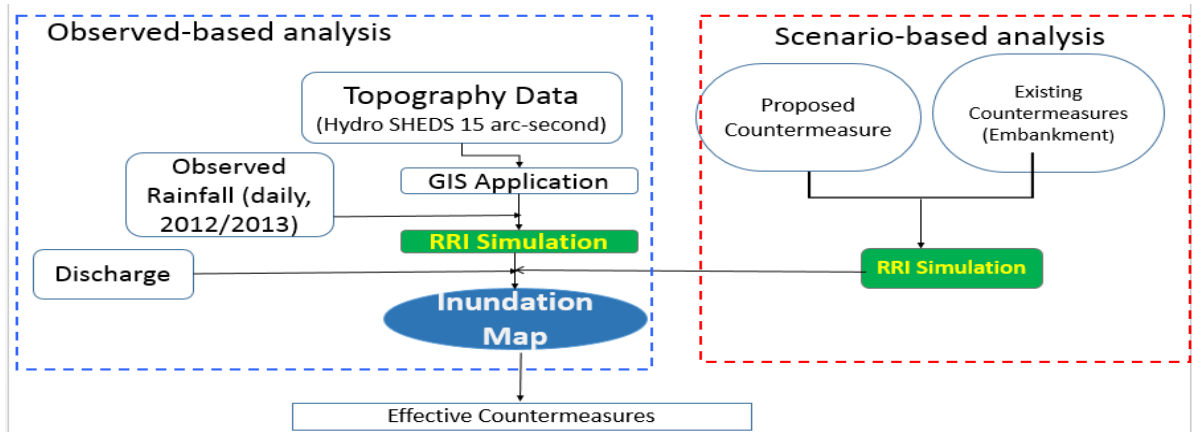 Observed-based analysis
Topography Data
(Hydro SHEDS 15 arc-second)
GIS Application
Observed
Rainfall (daily,
2012/2013)
RRI Simulation
Discharge
Inundation
Map
Effective Countermeasures
Scenario-based analysis
Proposed
Countermeasure
Existing
Countermeasures
(Embankment)
RRI Simulation